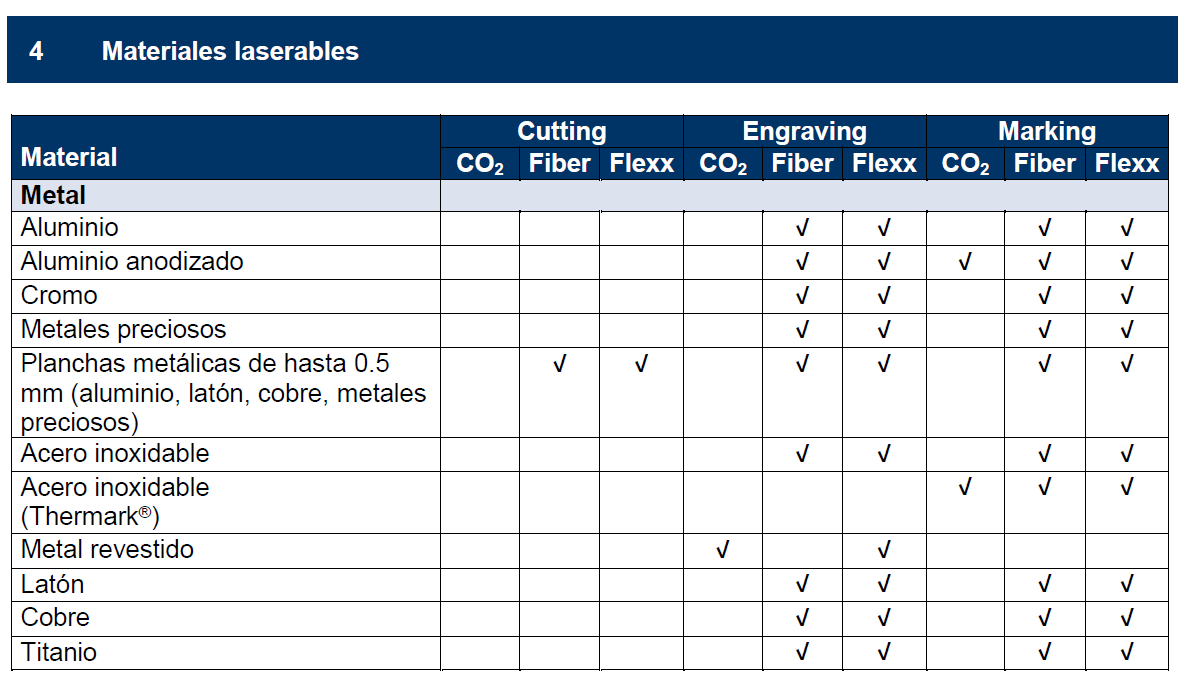 4 Materiales laserables
Material Cutting Engraving Marking
CO₂ Fiber Flexx CO₂ Fiber Flexx CO₂ Fiber Flexx
Metal
Aluminio √ √ √ √
Aluminio anodizado √ √ √ √ √
Cromo √ √ √ √
Metales preciosos √ √ √ √
Planchas metálicas de hasta 0.5 √ √ √ √ √ √
mm (aluminio, latón, cobre, metales
preciosos)
Acero inoxidable √ √ √ √
Acero inoxidable √ √ √
(Thermark®)
Metal revestido √ √
Latón √ √ √ √
Cobre √ √ √ √
Titanio √ √ √ √